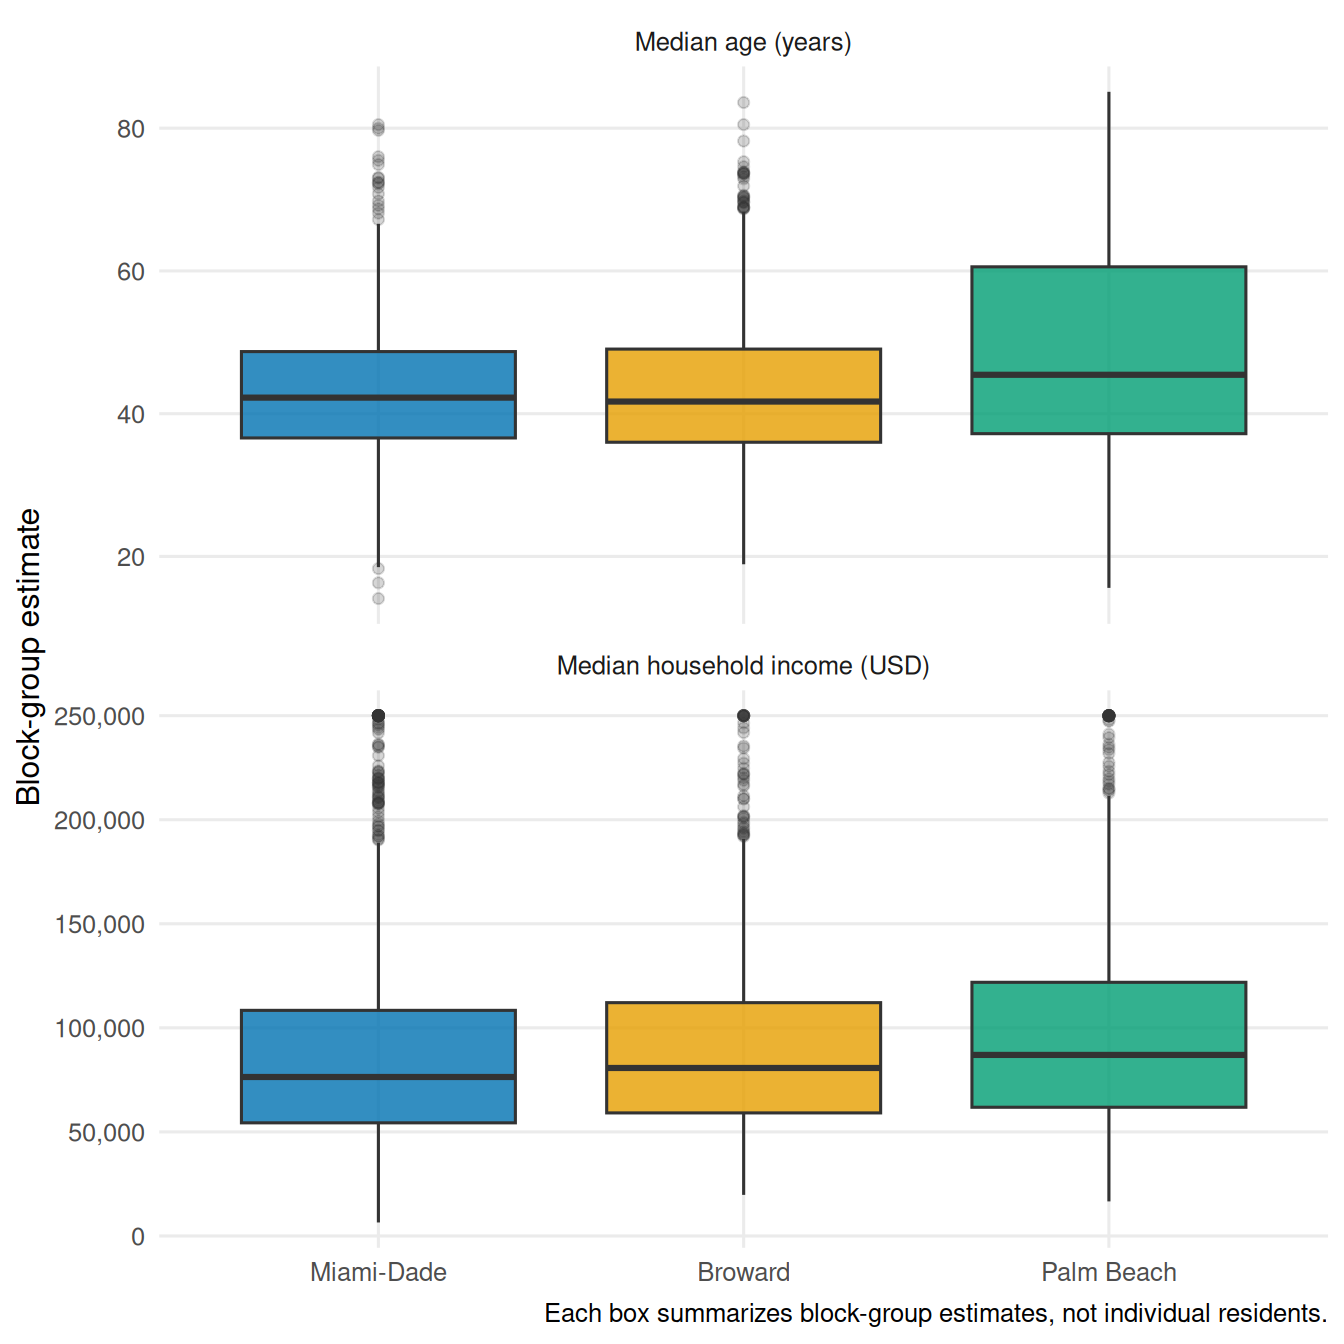 Median age (years)
80
60
40
20
Block-group estimate
Median household income (USD)
250,000
200,000
150,000
100,000
50,000
0
Miami-Dade
Broward
Palm Beach
Each box summarizes block-group estimates, not individual residents.